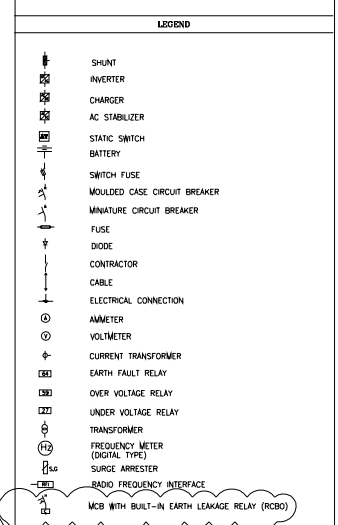 LEGEND
SHUNT
INVERTER
CHARGER
AC STABILIZER
STATIC SWITCH
BATTERY
SWITCH FUSE
MOULDED CASE CIRCUIT BREAKER
MINIATURE CIRCUIT BREAKER
FUSE
DIODE
CONTRACTOR
CABLE
ELECTRICAL CONNECTION
A AMMETER
V VOLTMETER
CURRENT TRANSFORMER
64 EARTH FAULT RELAY
59 OVER VOLTAGE RELAY
27 UNDER VOLTAGE RELAY
TRANSFORMER
Hz FREQUENCY METER
(DIGITAL TYPE)
S.G SURGE ARRESTER
RFI RADIO FREQUENCY INTERFACE
MCB WITH BUILT-IN EARTH LEAKAGE RELAY (RCBO)